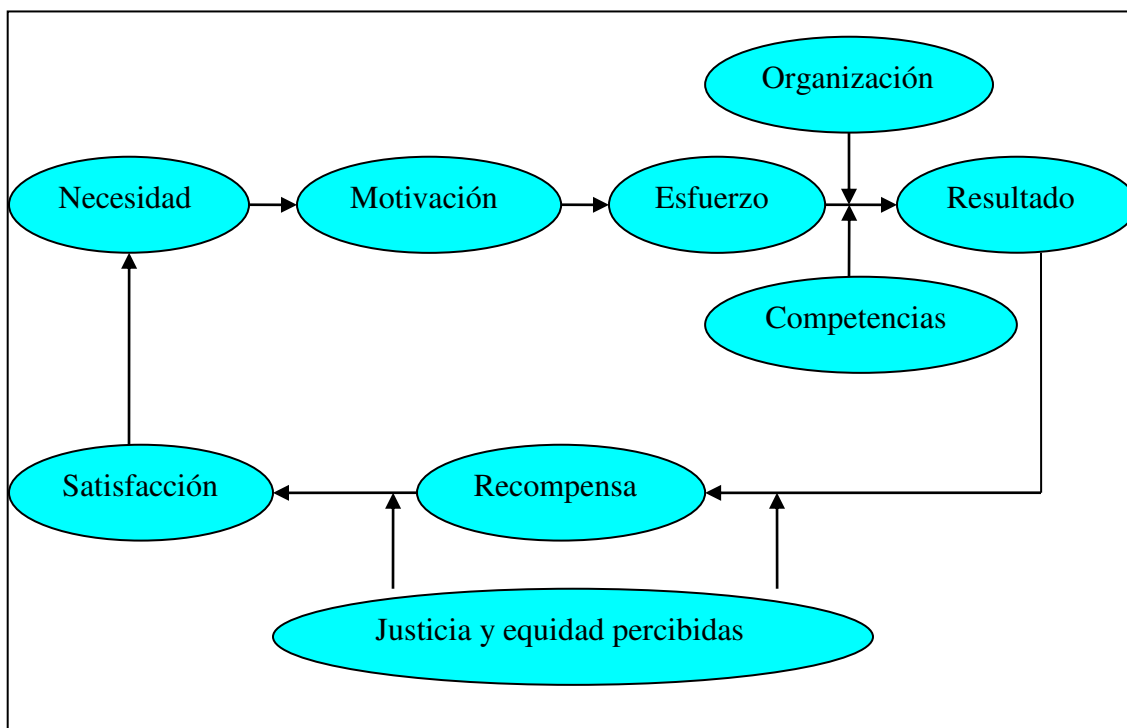 Organización
Necesidad
Motivación
Esfuerzo
Resultado
Competencias
Satisfacción
Recompensa
Justicia y equidad percibidas